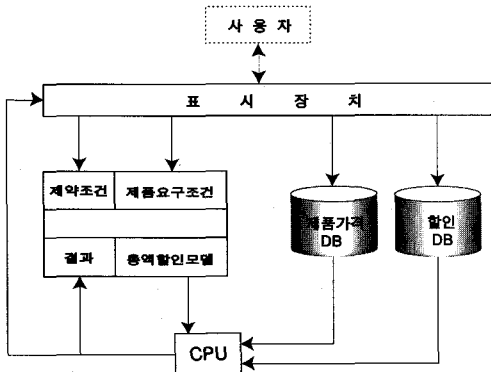 사 용 자
표 시 장 치
제약조건 제품요구조건
제품가격
DB
할인
DB
결과 총액할인모델
CPU